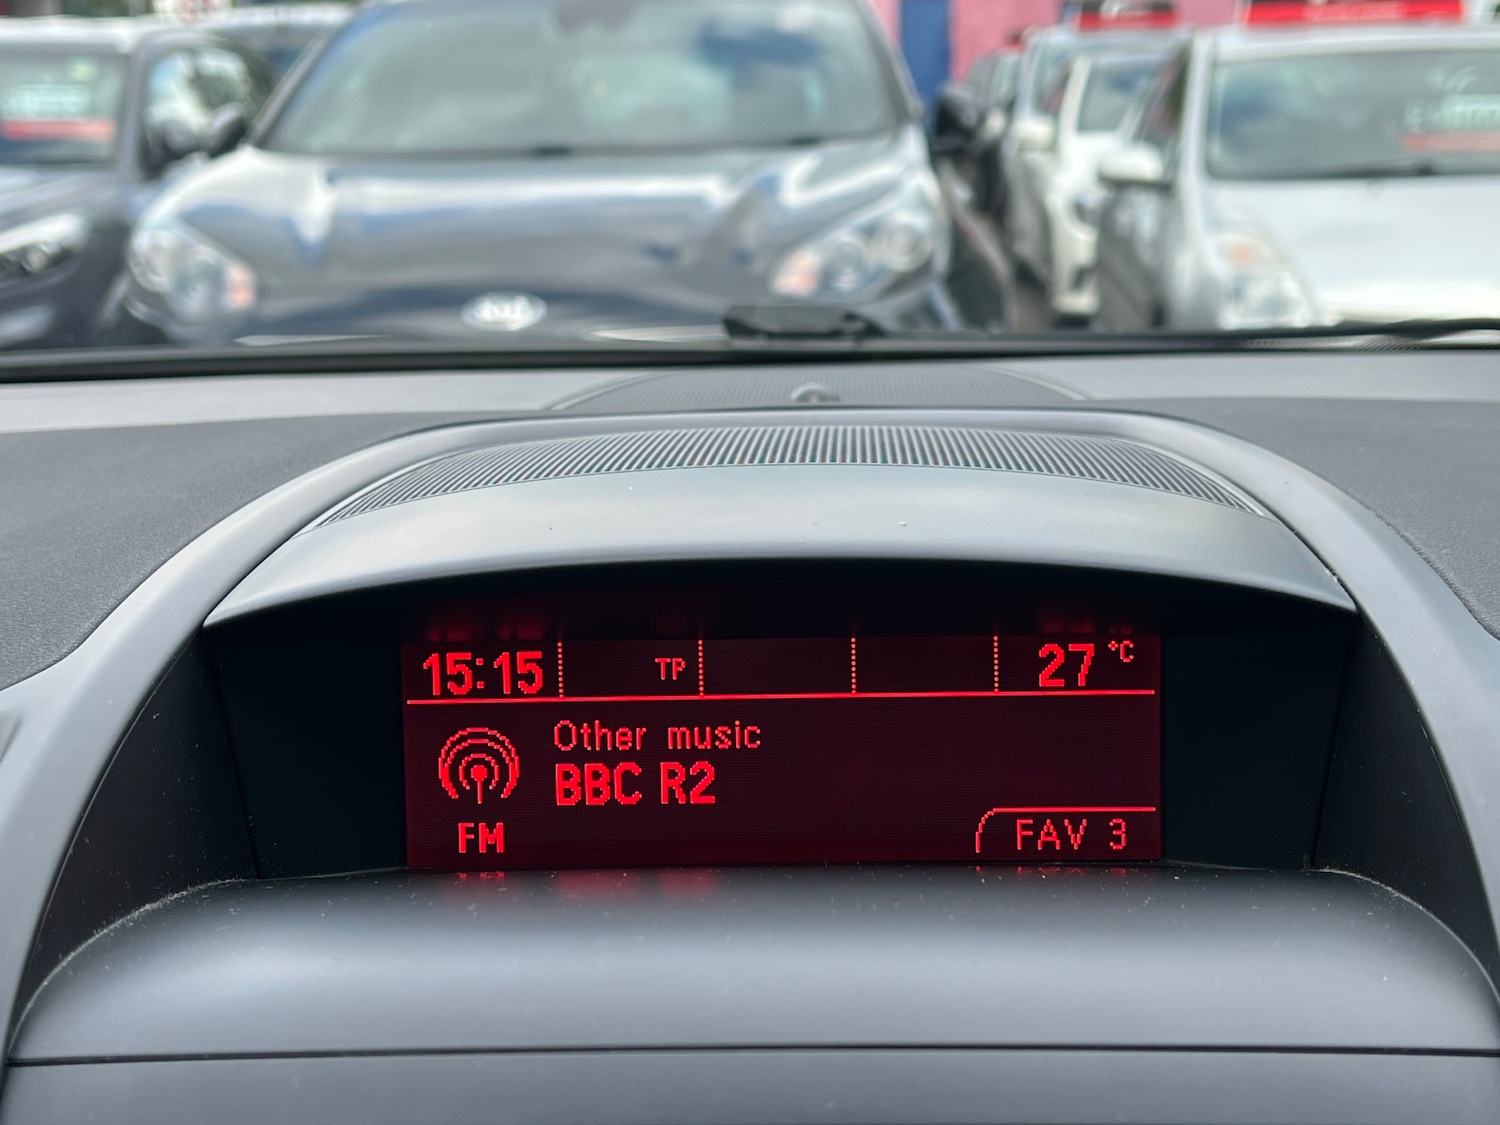 15:15 TP 27 °C
Other music
BBC R2
FM
FAV 3